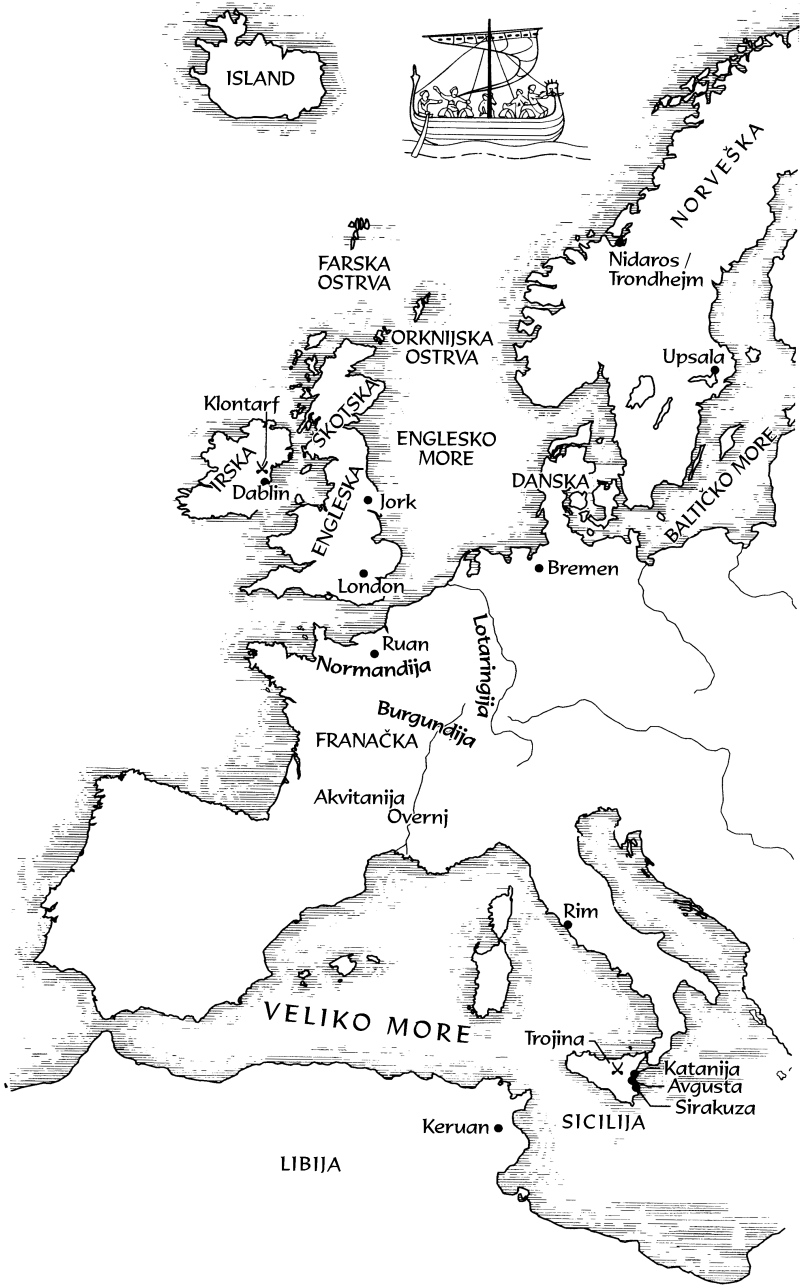 ISLAND
NORVEŠKA
Nidaros /
Trondhejm
FARSKA
OSTRVA
ORKNIJSKA
OSTRVA
Upsala
Klontarf
ŠKOTSKA
ENGLESKO
MORE
IRSKA
Dablin
ENGLESKA
Jork
DANSKA
BALTIČKO MORE
London
Bremen
Ruan
Normandija
Lotaringija
Burgundija
FRANAČKA
Akvitanija
Overnj
Rim
VELIKO MORE
Trojina
Katanija
Avgusta
Sirakuza
SICILIJA
Keruan
LIBIJA